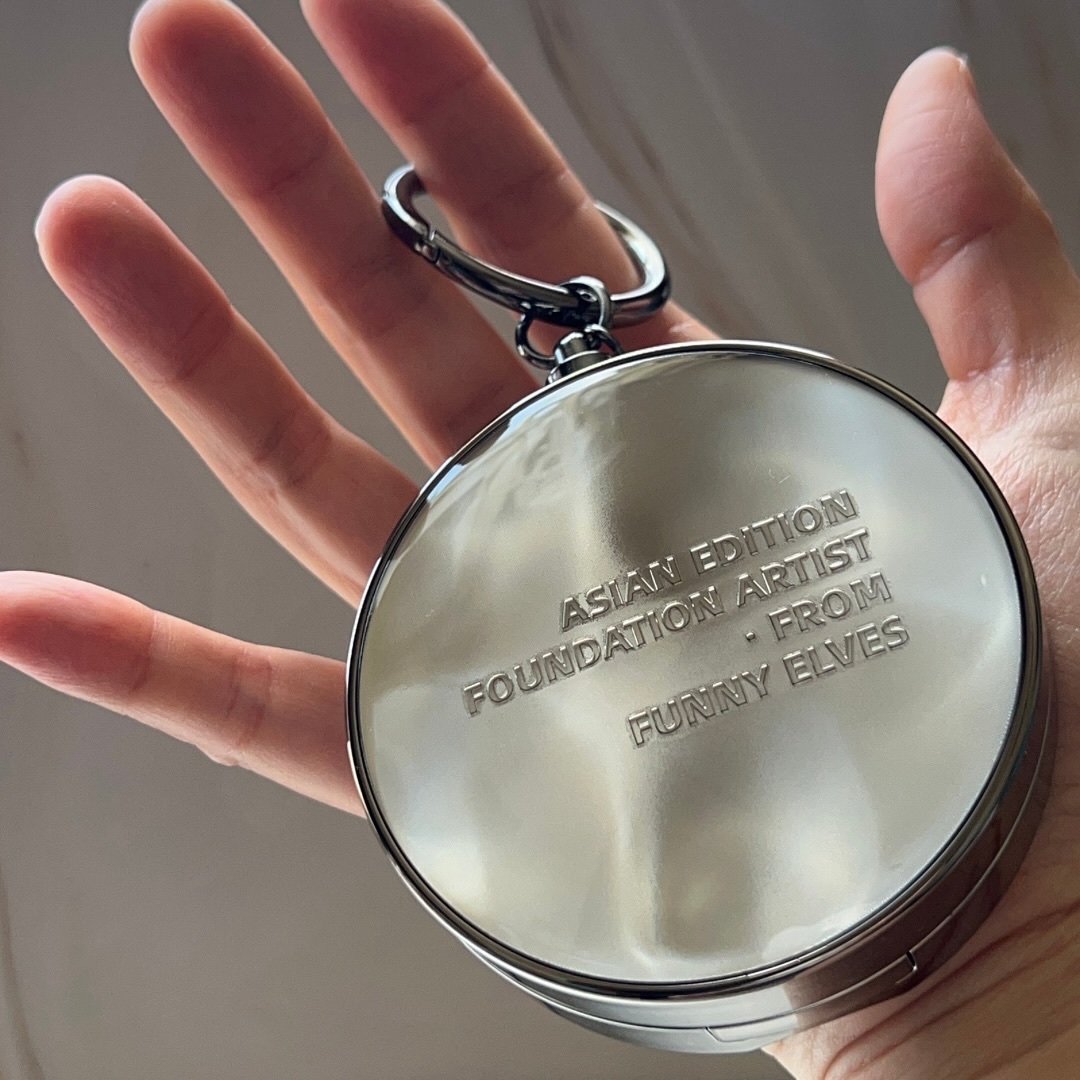 ASIAN EDITION
FOUNDATION ARTIST
· FROM
FUNNY ELVES